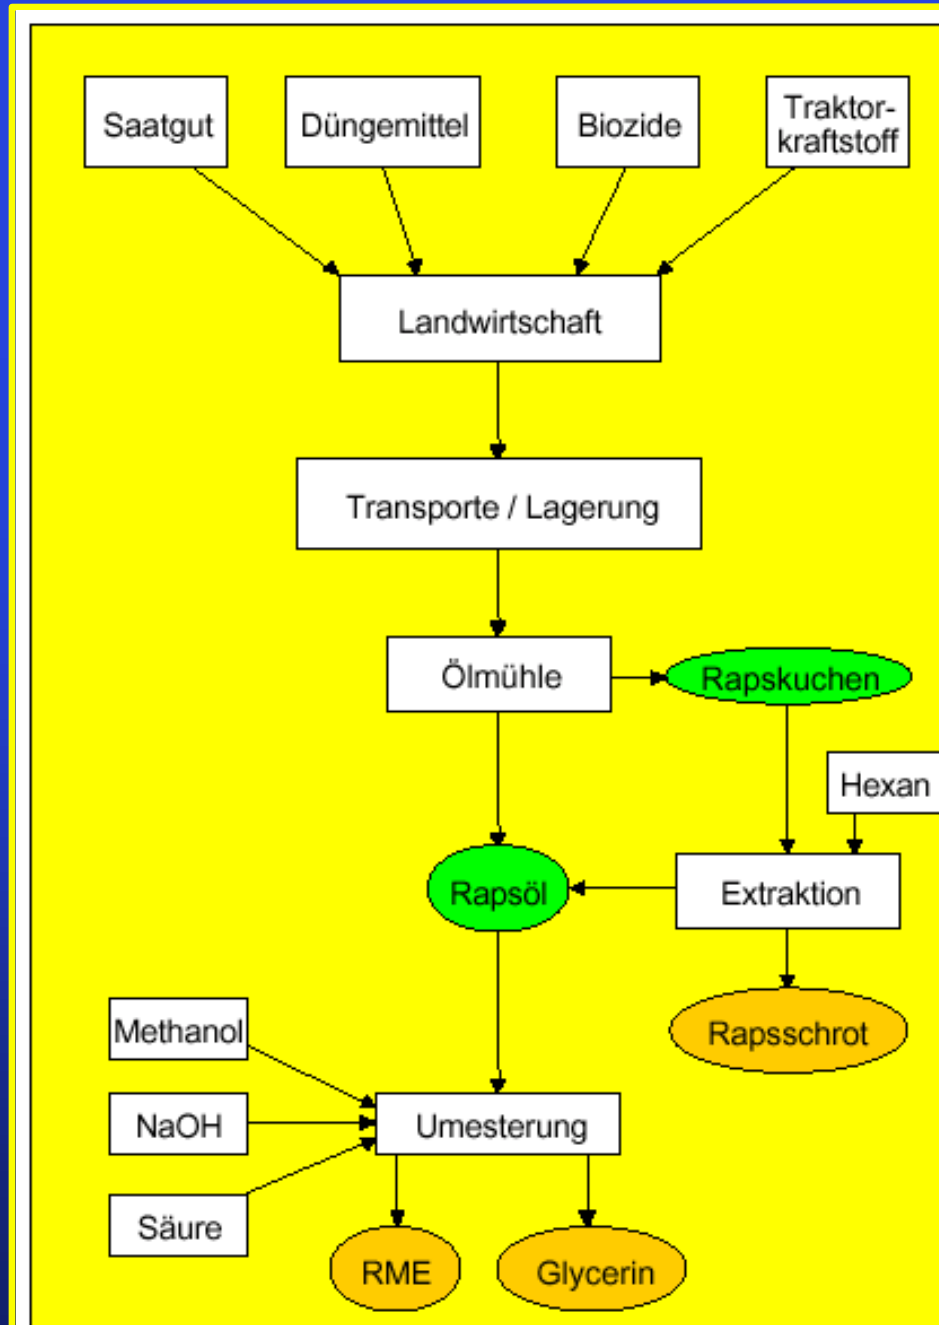 Saatgut
Düngemittel
Biozide
Traktor-
kraftstoff
Landwirtschaft
Transporte / Lagerung
Ölmühle
Rapskuchen
Hexan
Rapsöl
Extraktion
Rapsschrot
Methanol
NaOH
Umesterung
Säure
RME
Glycerin